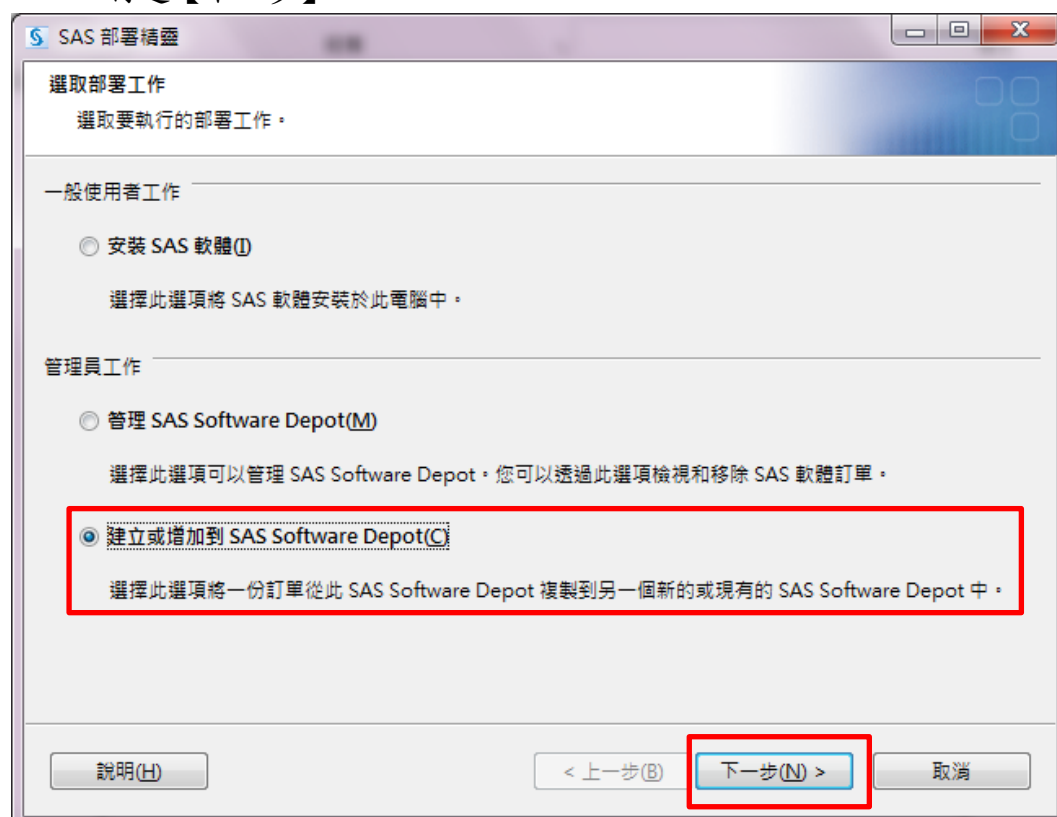 SAS 部署精靈
選取部署工作
選取要執行的部署工作。
一般使用者工作
安裝 SAS 軟體(I)
選擇此選項將 SAS 軟體安裝於此電腦中。
管理員工作
管理 SAS Software Depot(M)
選擇此選項可以管理 SAS Software Depot。您可以透過此選項檢視和移除 SAS 軟體訂單。
建立或增加到 SAS Software Depot(C)
選擇此選項將一份訂單從此 SAS Software Depot 複製到另一個新的或現有的 SAS Software Depot 中。
說明(H)
< 上一步(B)
下一步(N) >
取消